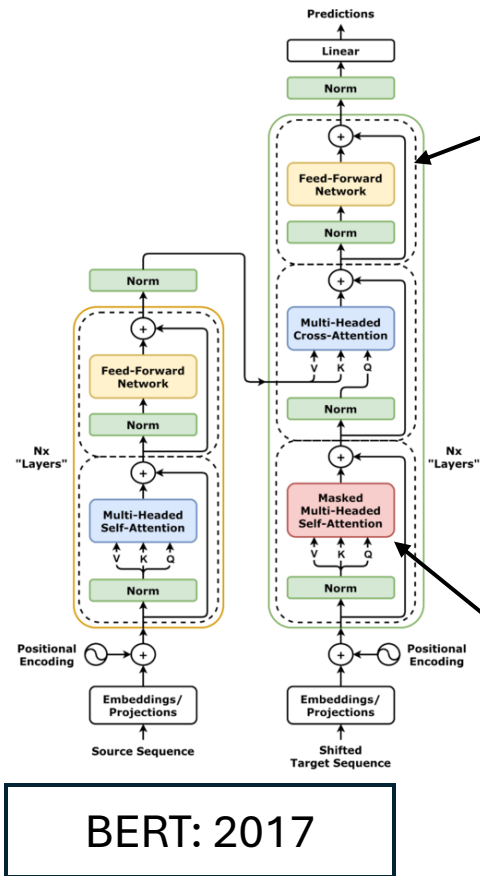 Predictions
Linear
Norm
Feed-Forward
Network
Norm
Multi-Headed
Cross-Attention
V K Q
Norm
Masked
Multi-Headed
Self-Attention
V K Q
Norm
Nx
"Layers"
Positional
Encoding
Embeddings/
Projections
Shifted
Target Sequence
Norm
Feed-Forward
Network
Norm
Multi-Headed
Self-Attention
V K Q
Norm
Nx
"Layers"
Positional
Encoding
Embeddings/
Projections
Source Sequence
BERT: 2017